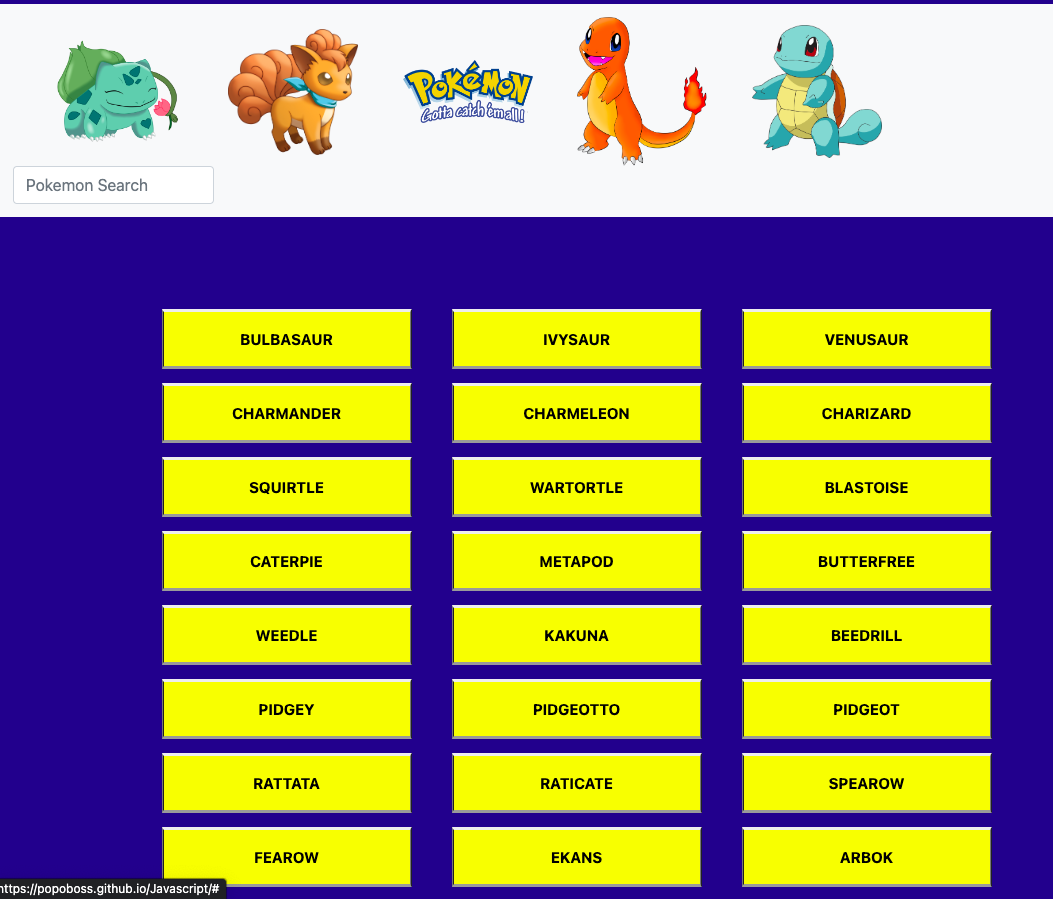 POKéMON
Gotta catch 'em all!
Pokemon Search
BULBASAUR IVYSAUR VENUSAUR
CHARMANDER CHARMELEON CHARIZARD
SQUIRTLE WARTORTLE BLASTOISE
CATERPIE METAPOD BUTTERFREE
WEEDLE KAKUNA BEEDRILL
PIDGEY PIDGEOTTO PIDGEOT
RATTATA RATICATE SPEAROW
FEAROW EKANS ARBOK
https://popoboss.github.io/Javascript/#